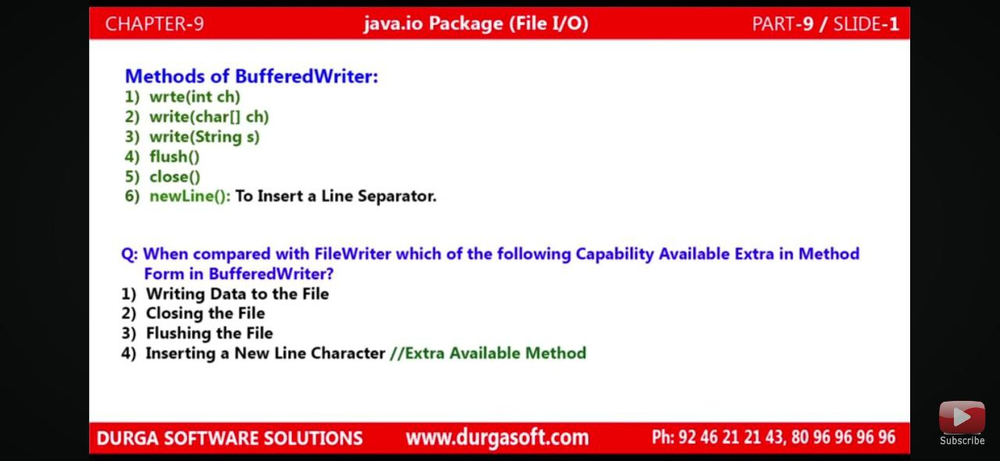 CHAPTER-9 java.io Package (File I/O) PART-9 / SLIDE-1
Methods of BufferedWriter:
1) wrte(int ch)
2) write(char[] ch)
3) write(String s)
4) flush()
5) close()
6) newLine(): To Insert a Line Separator.
Q: When compared with FileWriter which of the following Capability Available Extra in Method
Form in BufferedWriter?
1) Writing Data to the File
2) Closing the File
3) Flushing the File
4) Inserting a New Line Character //Extra Available Method
DURGA SOFTWARE SOLUTIONS www.durgasoft.com Ph: 92 46 21 21 43, 80 96 96 96 96
Subscribe